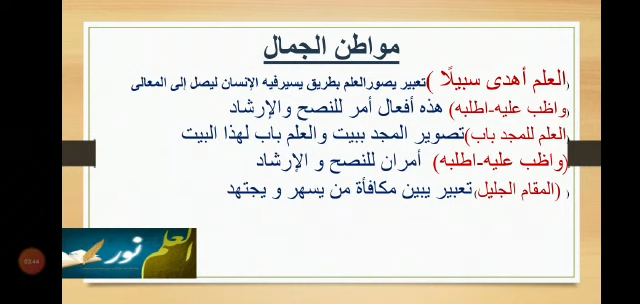 مواطن الجمال
(العلم أهدى سبيلًا )تعبير يصورالعلم بطريق يسيرفيه الإنسان ليصل إلى المعالى
(واظب عليه-اطلبه) هذه أفعال أمر للنصح والإرشاد
(العلم للمجد باب)تصوير المجد ببيت والعلم باب لهذا البيت
(واظب عليه-اطلبه) أمران للنصح و الإرشاد
( (المقام الجليل)تعبير يبين مكافأة من يسهر و يجتهد
العلم نور
03:44